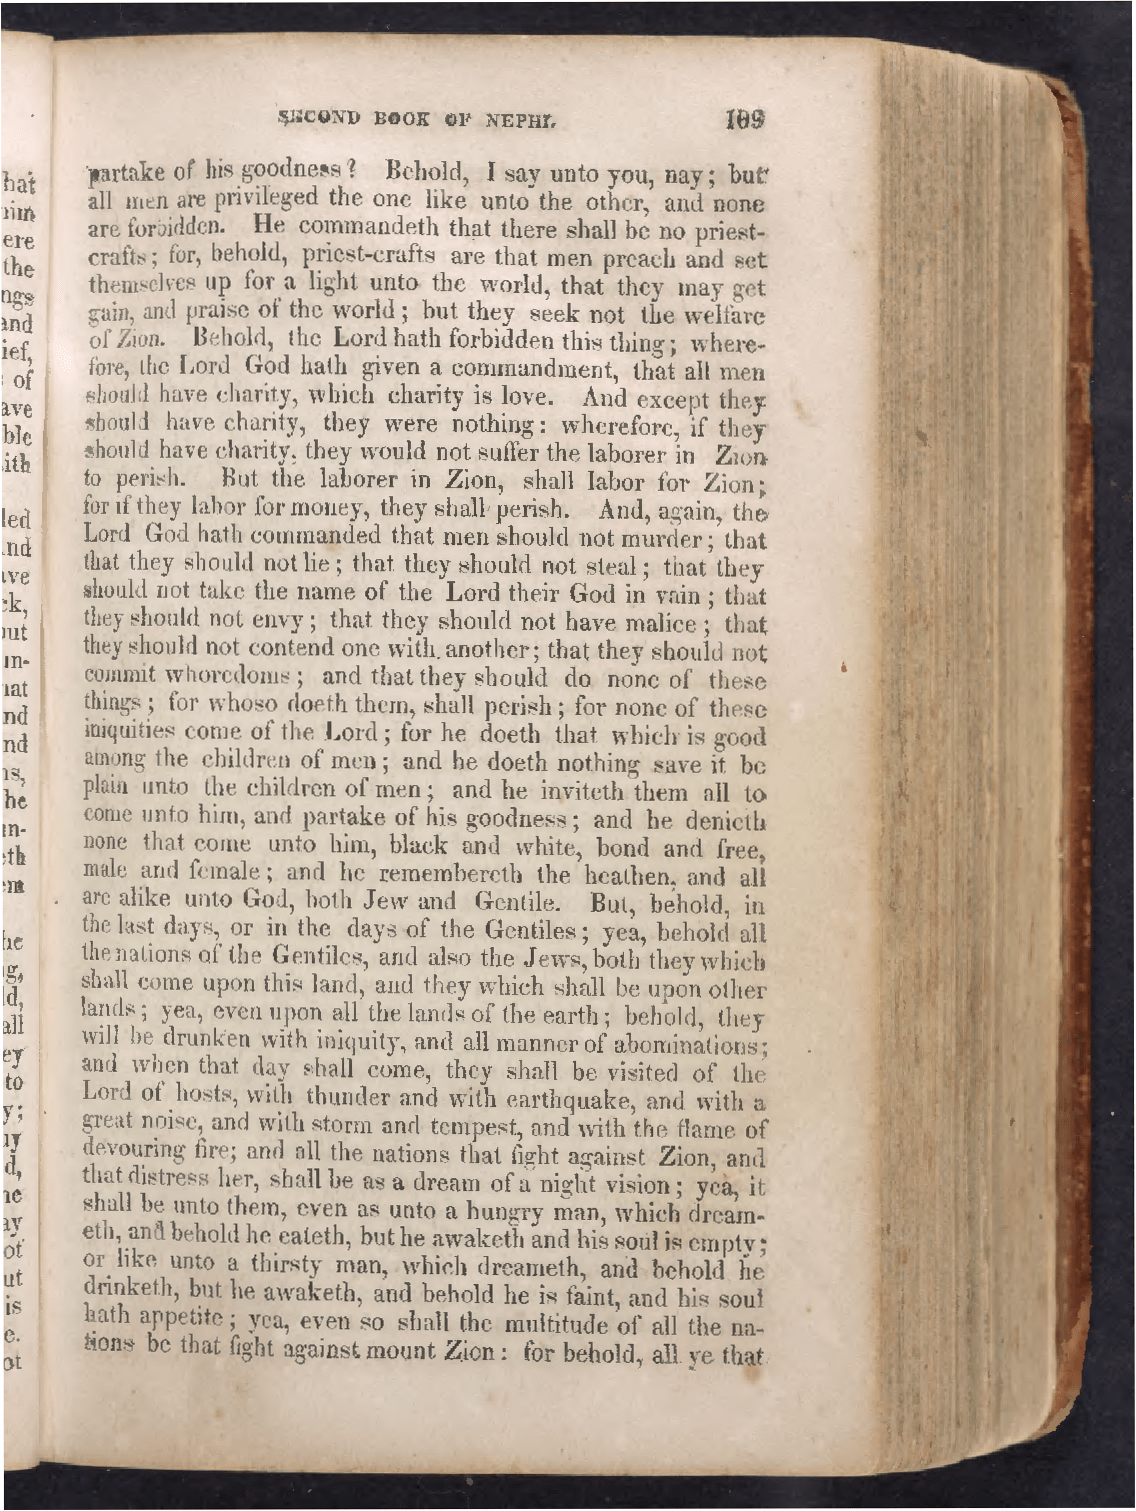 SECOND BOOK OF NEPHI. 109
partake of his goodness? Behold, I say unto you, nay; but
all men are privileged the one like unto the other, and none
are forbidden. He commandeth that there shall be no priest-
crafts; for, behold, priest-crafts are that men preach and set
themselves up for a light unto the world, that they may get
gain, and praise of the world; but they seek not the welfare
of Zion. Behold, the Lord hath forbidden this thing; where-
fore, the Lord God hath given a commandment, that all men
should have charity, which charity is love. And except they
should have charity, they were nothing: wherefore, if they
should have charity, they would not suffer the laborer in Zion
to perish. But the laborer in Zion, shall labor for Zion;
for if they labor for money, they shall perish. And, again, the
Lord God hath commanded that men should not murder; that
that they should not lie; that they should not steal; that they
should not take the name of the Lord their God in vain; that
they should not envy; that they should not have malice; that
they should not contend one with another; that they should not
commit whoredoms; and that they should do none of these
things; for whoso doeth them, shall perish; for none of these
iniquities come of the Lord; for he doeth that which is good
among the children of men; and he doeth nothing save it be
plain unto the children of men; and he inviteth them all to
come unto him, and partake of his goodness; and he denieth
none that come unto him, black and white, bond and free,
male and female; and he remembereth the heathen, and all
are alike unto God, both Jew and Gentile. But, behold, in
the last days, or in the days of the Gentiles; yea, behold all
the nations of the Gentiles, and also the Jews, both they which
shall come upon this land, and they which shall be upon other
lands; yea, even upon all the lands of the earth; behold, they
will be drunken with iniquity, and all manner of abominations;
and when that day shall come, they shall be visited of the
Lord of hosts, with thunder and with earthquake, and with a
great noise, and with storm and tempest, and with the flame of
devouring fire; and all the nations that fight against Zion, and
that distress her, shall be as a dream of a night vision; yea, it
shall be unto them, even as unto a hungry man, which dream-
eth, and behold he eateth, but he awaketh and his soul is empty;
or like unto a thirsty man, which dreameth, and behold he
drinketh, but he awaketh, and behold he is faint, and his soul
hath appetite; yea, even so shall the multitude of all the na-
tions be that fight against mount Zion: for behold, all ye that